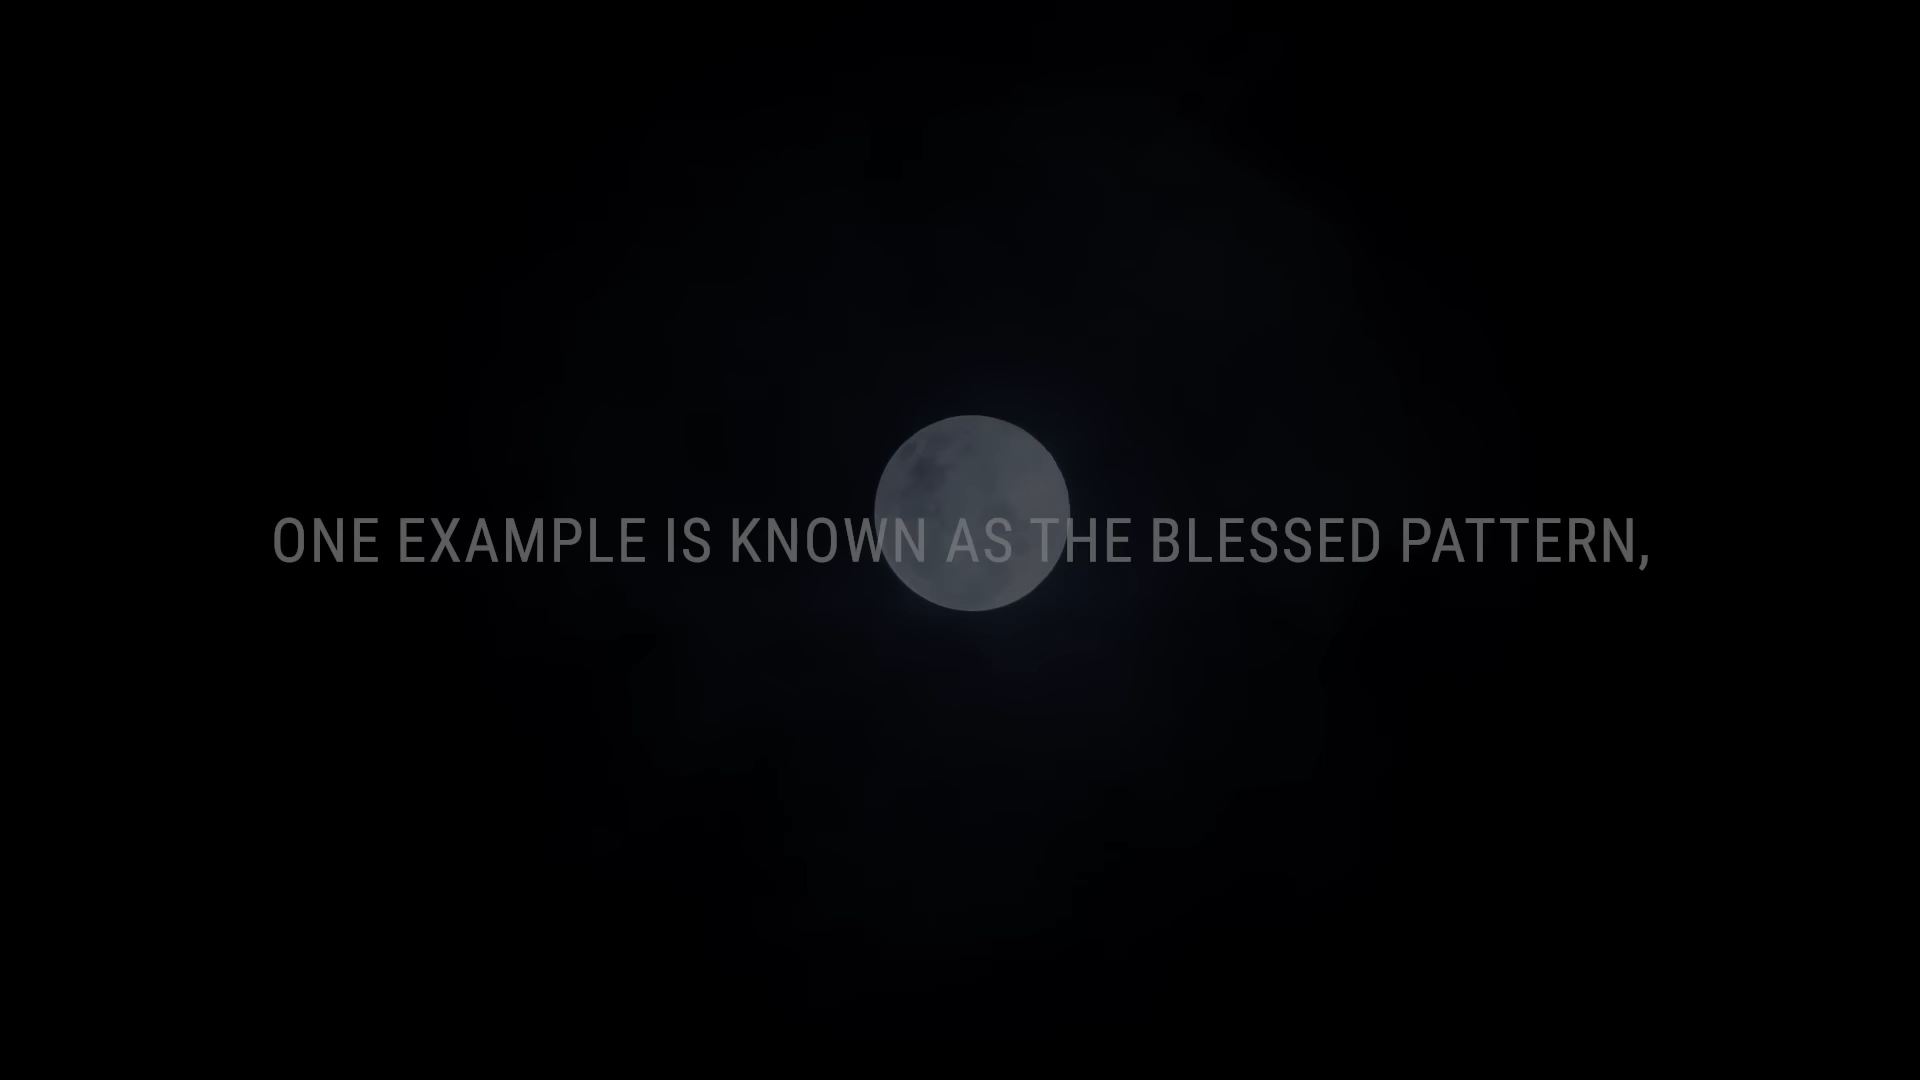 ONE EXAMPLE IS KNOWN AS THE BLESSED PATTERN,